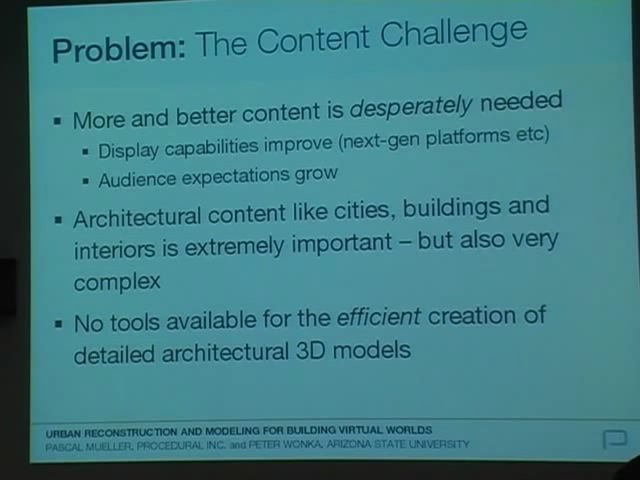 Problem: The Content Challenge
▪ More and better content is desperately needed
▪ Display capabilities improve (next-gen platforms etc)
▪ Audience expectations grow
▪ Architectural content like cities, buildings and
interiors is extremely important – but also very
complex
▪ No tools available for the efficient creation of
detailed architectural 3D models
URBAN RECONSTRUCTION AND MODELING FOR BUILDING VIRTUAL WORLDS
PASCAL MUELLER, PROCEDURAL INC. and PETER WONKA, ARIZONA STATE UNIVERSITY